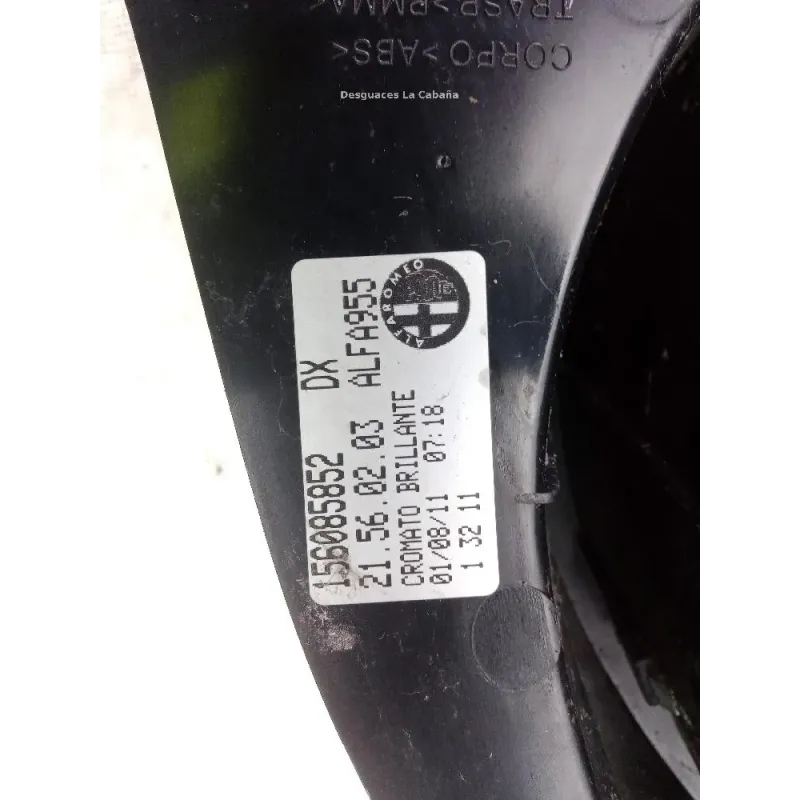 CORPO >ABS<
TRASP >PMMA<
Desguaces La Cabaña
156085852 DX
21.56.02.03 ALFA955
CROMATO BRILLANTE
01/08/11 07:18
1 32 11
ALFA ROMEO